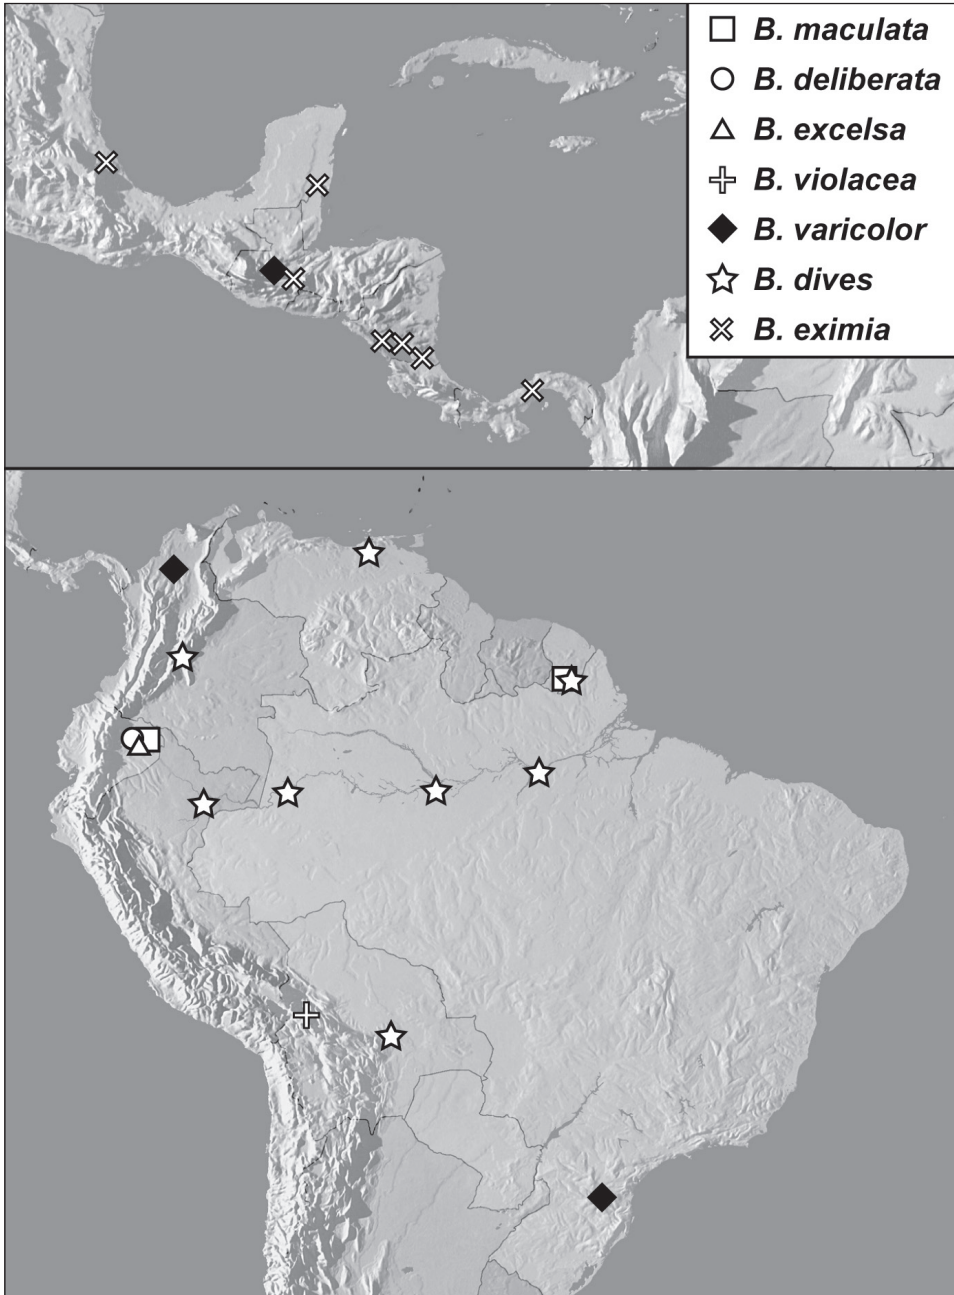 B. maculata
B. deliberata
B. excelsa
B. violacea
B. varicolor
B. dives
B. eximia